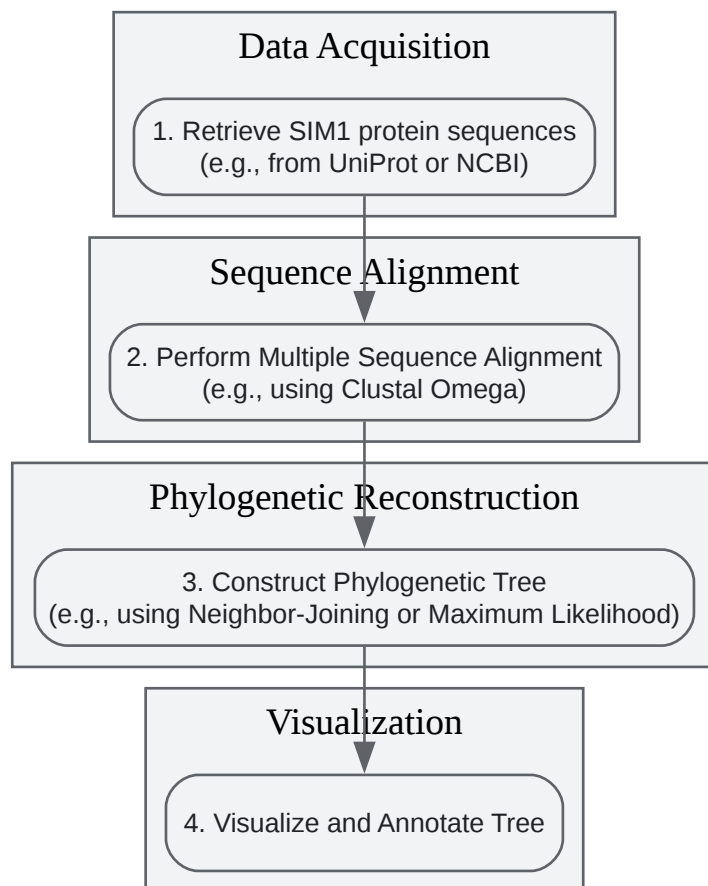 Data Acquisition
1. Retrieve SIM1 protein sequences
(e.g., from UniProt or NCBI)
Sequence Alignment
2. Perform Multiple Sequence Alignment
(e.g., using Clustal Omega)
Phylogenetic Reconstruction
3. Construct Phylogenetic Tree
(e.g., using Neighbor-Joining or Maximum Likelihood)
Visualization
4. Visualize and Annotate Tree